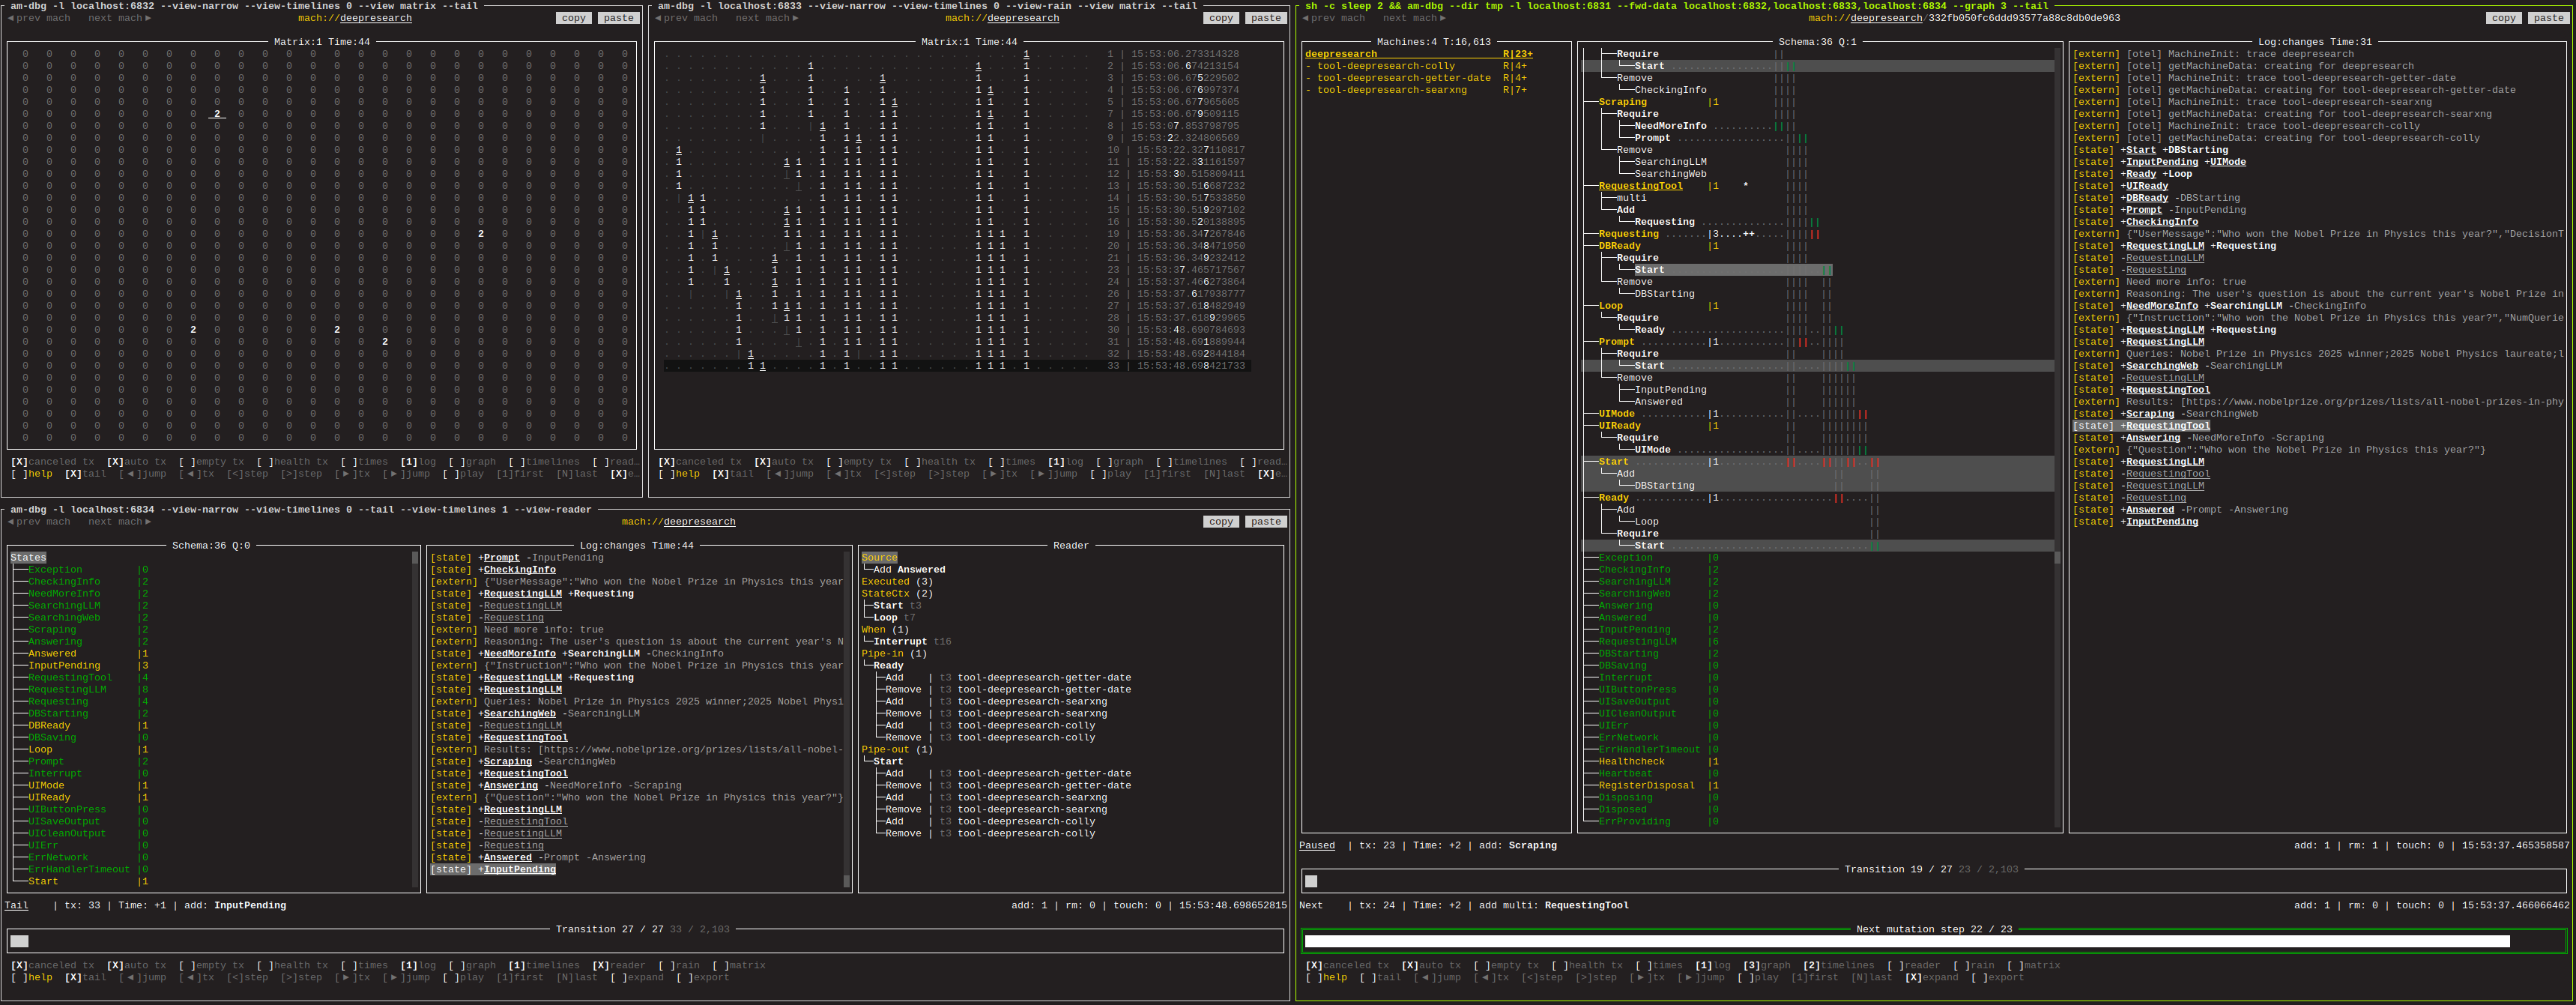 am-dbg -l localhost:6832 --view-narrow --view-timelines 0 --view matrix --tail
◄prev mach   next mach►   mach://deepresearch   copy   paste
Matrix:1 Time:44
[X]canceled tx  [X]auto tx  [ ]empty tx  [ ]health tx  [ ]times  [1]log  [ ]graph  [ ]timelines  [ ]read…
[ ]help  [X]tail  [◄]jump  [◄]tx  [<]step  [>]step  [►]tx  [►]jump  [ ]play  [1]first  [N]last  [X]e…
am-dbg -l localhost:6833 --view-narrow --view-timelines 0 --view-rain --view matrix --tail
◄prev mach   next mach►   mach://deepresearch   copy   paste
Matrix:1 Time:44
1 | 15:53:06.273314328
2 | 15:53:06.674213154
3 | 15:53:06.675229502
4 | 15:53:06.676997374
5 | 15:53:06.677965605
7 | 15:53:06.679509115
8 | 15:53:07.853798795
9 | 15:53:22.324806569
10 | 15:53:22.327110817
11 | 15:53:22.331161597
12 | 15:53:30.515809411
13 | 15:53:30.516687232
14 | 15:53:30.517533850
15 | 15:53:30.519297102
16 | 15:53:30.520138895
19 | 15:53:36.347267846
20 | 15:53:36.348471950
21 | 15:53:36.349232412
23 | 15:53:37.465717567
24 | 15:53:37.466273864
26 | 15:53:37.617938777
27 | 15:53:37.618482949
28 | 15:53:37.618929965
30 | 15:53:48.690784693
31 | 15:53:48.691889944
32 | 15:53:48.692844184
33 | 15:53:48.698421733
[X]canceled tx  [X]auto tx  [ ]empty tx  [ ]health tx  [ ]times  [1]log  [ ]graph  [ ]timelines  [ ]read…
[ ]help  [X]tail  [◄]jump  [◄]tx  [<]step  [>]step  [►]tx  [►]jump  [ ]play  [1]first  [N]last  [X]e…
am-dbg -l localhost:6834 --view-narrow --view-timelines 0 --tail --view-timelines 1 --view-reader
◄prev mach   next mach►   mach://deepresearch   copy   paste
Schema:36 Q:0
States
Exception |0
CheckingInfo |2
NeedMoreInfo |2
SearchingLLM |2
SearchingWeb |2
Scraping |2
Answering |2
Answered |1
InputPending |3
RequestingTool |4
RequestingLLM |8
Requesting |4
DBStarting |2
DBReady |1
DBSaving |0
Loop |1
Prompt |2
Interrupt |0
UIMode |1
UIReady |1
UIButtonPress |0
UISaveOutput |0
UICleanOutput |0
UIErr |0
ErrNetwork |0
ErrHandlerTimeout |0
Start |1
Log:changes Time:44
[state] +Prompt -InputPending
[state] +CheckingInfo
[extern] {"UserMessage":"Who won the Nobel Prize in Physics this year
[state] +RequestingLLM +Requesting
[state] -RequestingLLM
[state] -Requesting
[extern] Need more info: true
[extern] Reasoning: The user's question is about the current year's N
[state] +NeedMoreInfo +SearchingLLM -CheckingInfo
[extern] {"Instruction":"Who won the Nobel Prize in Physics this year
[state] +RequestingLLM +Requesting
[state] +RequestingLLM
[extern] Queries: Nobel Prize in Physics 2025 winner;2025 Nobel Physi
[state] +SearchingWeb -SearchingLLM
[state] -RequestingLLM
[state] +RequestingTool
[extern] Results: [https://www.nobelprize.org/prizes/lists/all-nobel-
[state] +Scraping -SearchingWeb
[state] +RequestingTool
[state] +Answering -NeedMoreInfo -Scraping
[extern] {"Question":"Who won the Nobel Prize in Physics this year?"}
[state] +RequestingLLM
[state] -RequestingTool
[state] -RequestingLLM
[state] -Requesting
[state] +Answered -Prompt -Answering
[state] +InputPending
Reader
Source
Add Answered
Executed (3)
StateCtx (2)
Start t3
Loop t7
When (1)
Interrupt t16
Pipe-in (1)
Ready
Add    | t3 tool-deepresearch-getter-date
Remove | t3 tool-deepresearch-getter-date
Add    | t3 tool-deepresearch-searxng
Remove | t3 tool-deepresearch-searxng
Add    | t3 tool-deepresearch-colly
Remove | t3 tool-deepresearch-colly
Pipe-out (1)
Start
Add    | t3 tool-deepresearch-getter-date
Remove | t3 tool-deepresearch-getter-date
Add    | t3 tool-deepresearch-searxng
Remove | t3 tool-deepresearch-searxng
Add    | t3 tool-deepresearch-colly
Remove | t3 tool-deepresearch-colly
Tail    | tx: 33 | Time: +1 | add: InputPending   add: 1 | rm: 0 | touch: 0 | 15:53:48.698652815
Transition 27 / 27 33 / 2,103
[X]canceled tx  [X]auto tx  [ ]empty tx  [ ]health tx  [ ]times  [1]log  [ ]graph  [1]timelines  [X]reader  [ ]rain  [ ]matrix
[ ]help  [X]tail  [◄]jump  [◄]tx  [<]step  [>]step  [►]tx  [►]jump  [ ]play  [1]first  [N]last  [ ]expand  [ ]export
sh -c sleep 2 && am-dbg --dir tmp -l localhost:6831 --fwd-data localhost:6832,localhost:6833,localhost:6834 --graph 3 --tail
◄prev mach   next mach►   mach://deepresearch/332fb050fc6ddd93577a88c8db0de963   copy   paste
Machines:4 T:16,613
deepresearch R|23+
- tool-deepresearch-colly R|4+
- tool-deepresearch-getter-date R|4+
- tool-deepresearch-searxng R|7+
Schema:36 Q:1
Require
Start
Remove
CheckingInfo
Scraping |1
Require
NeedMoreInfo
Prompt
Remove
SearchingLLM
SearchingWeb
RequestingTool |1 *
multi
Add
Requesting
Requesting |3....++
DBReady |1
Require
Start
Remove
DBStarting
Loop |1
Require
Ready
Prompt |1
Require
Start
Remove
InputPending
Answered
UIMode |1
UIReady |1
Require
UIMode
Start |1
Add
DBStarting
Ready |1
Add
Loop
Require
Start
Exception |0
CheckingInfo |2
SearchingLLM |2
SearchingWeb |2
Answering |0
Answered |0
InputPending |2
RequestingLLM |6
DBStarting |2
DBSaving |0
Interrupt |0
UIButtonPress |0
UISaveOutput |0
UICleanOutput |0
UIErr |0
ErrNetwork |0
ErrHandlerTimeout |0
Healthcheck |1
Heartbeat |0
RegisterDisposal |1
Disposing |0
Disposed |0
ErrProviding |0
Log:changes Time:31
[extern] [otel] MachineInit: trace deepresearch
[extern] [otel] getMachineData: creating for deepresearch
[extern] [otel] MachineInit: trace tool-deepresearch-getter-date
[extern] [otel] getMachineData: creating for tool-deepresearch-getter-date
[extern] [otel] MachineInit: trace tool-deepresearch-searxng
[extern] [otel] getMachineData: creating for tool-deepresearch-searxng
[extern] [otel] MachineInit: trace tool-deepresearch-colly
[extern] [otel] getMachineData: creating for tool-deepresearch-colly
[state] +Start +DBStarting
[state] +InputPending +UIMode
[state] +Ready +Loop
[state] +UIReady
[state] +DBReady -DBStarting
[state] +Prompt -InputPending
[state] +CheckingInfo
[extern] {"UserMessage":"Who won the Nobel Prize in Physics this year?","DecisionT
[state] +RequestingLLM +Requesting
[state] -RequestingLLM
[state] -Requesting
[extern] Need more info: true
[extern] Reasoning: The user's question is about the current year's Nobel Prize in
[state] +NeedMoreInfo +SearchingLLM -CheckingInfo
[extern] {"Instruction":"Who won the Nobel Prize in Physics this year?","NumQuerie
[state] +RequestingLLM +Requesting
[state] +RequestingLLM
[extern] Queries: Nobel Prize in Physics 2025 winner;2025 Nobel Physics laureate;l
[state] +SearchingWeb -SearchingLLM
[state] -RequestingLLM
[state] +RequestingTool
[extern] Results: [https://www.nobelprize.org/prizes/lists/all-nobel-prizes-in-phy
[state] +Scraping -SearchingWeb
[state] +RequestingTool
[state] +Answering -NeedMoreInfo -Scraping
[extern] {"Question":"Who won the Nobel Prize in Physics this year?"}
[state] +RequestingLLM
[state] -RequestingTool
[state] -RequestingLLM
[state] -Requesting
[state] +Answered -Prompt -Answering
[state] +InputPending
Paused  | tx: 23 | Time: +2 | add: Scraping   add: 1 | rm: 1 | touch: 0 | 15:53:37.465358587
Transition 19 / 27 23 / 2,103
Next    | tx: 24 | Time: +2 | add multi: RequestingTool   add: 1 | rm: 0 | touch: 0 | 15:53:37.466066462
Next mutation step 22 / 23
[X]canceled tx  [X]auto tx  [ ]empty tx  [ ]health tx  [ ]times  [1]log  [3]graph  [2]timelines  [ ]reader  [ ]rain  [ ]matrix
[ ]help  [ ]tail  [◄]jump  [◄]tx  [<]step  [>]step  [►]tx  [►]jump  [ ]play  [1]first  [N]last  [X]expand  [ ]export